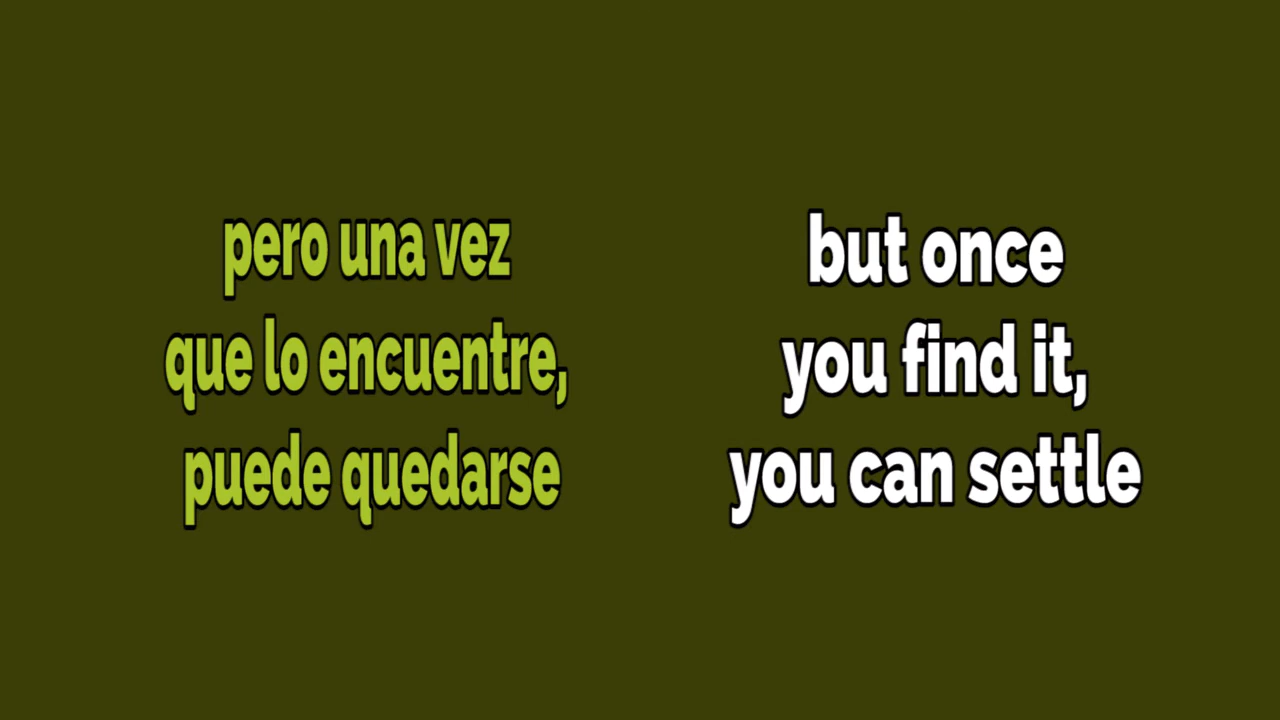 pero una vez
que lo encuentre,
puede quedarse
but once
you find it,
you can settle